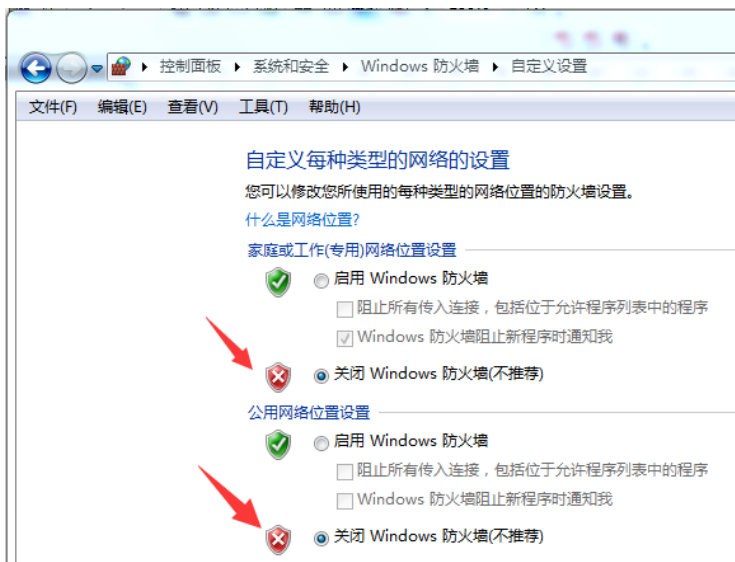 控制面板 系统和安全 Windows 防火墙 自定义设置
文件(F) 编辑(E) 查看(V) 工具(T) 帮助(H)
自定义每种类型的网络的设置
您可以修改您所使用的每种类型的网络位置的防火墙设置。
什么是网络位置?
家庭或工作(专用)网络位置设置
启用 Windows 防火墙
阻止所有传入连接，包括位于允许程序列表中的程序
Windows 防火墙阻止新程序时通知我
关闭 Windows 防火墙(不推荐)
公用网络位置设置
启用 Windows 防火墙
阻止所有传入连接，包括位于允许程序列表中的程序
Windows 防火墙阻止新程序时通知我
关闭 Windows 防火墙(不推荐)